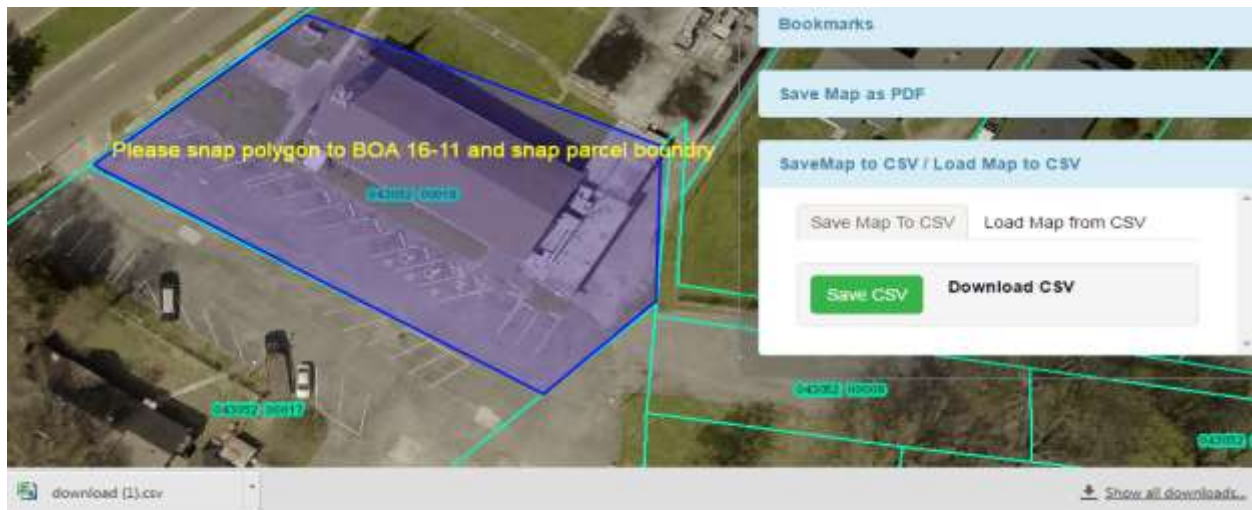 Bookmarks
Save Map as PDF
Please snap polygon to BOA 16-11 and snap parcel boundry
SaveMap to CSV / Load Map to CSV
Save Map To CSV Load Map from CSV
Save CSV Download CSV
043052 00017
download (1).csv
Show all downloads...